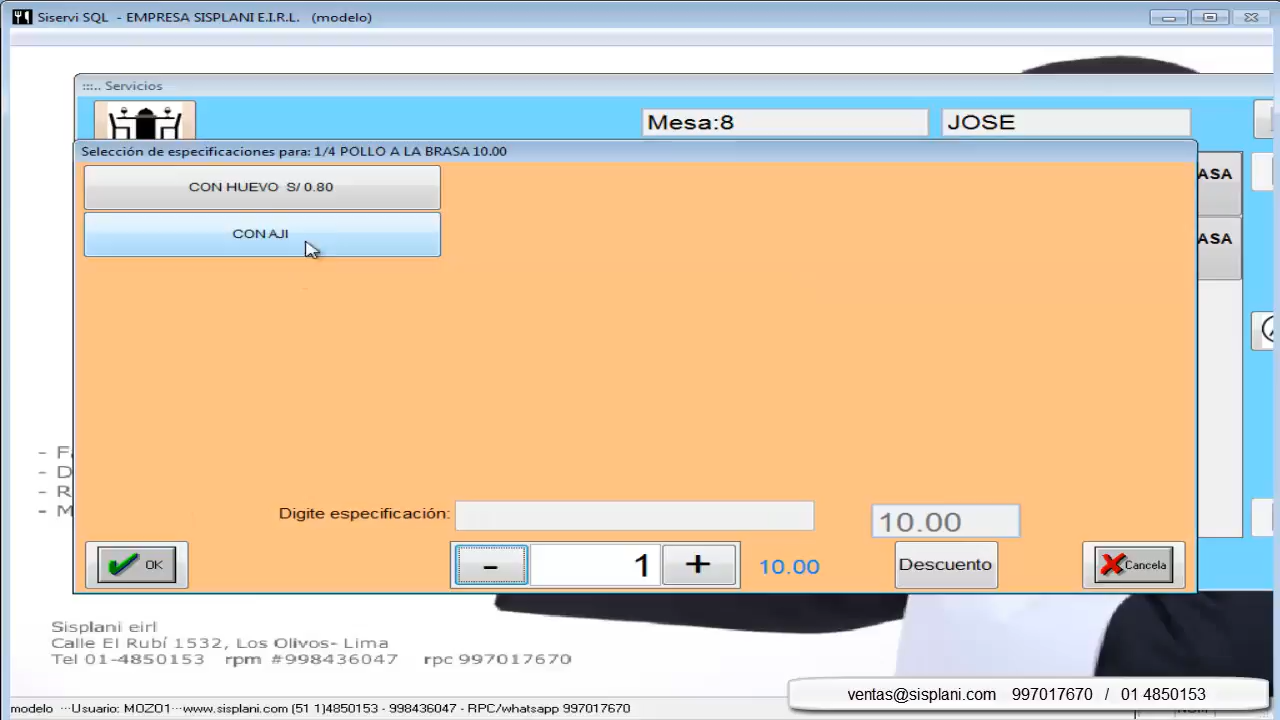 Siservi SQL - EMPRESA SISPLANI E.I.R.L. (modelo)
:::.. Servicios
Mesa:8
JOSE
Selección de especificaciones para: 1/4 POLLO A LA BRASA 10.00
CON HUEVO S/ 0.80
ASA
CON AJI
ASA
- F
- D
- R
- M
Digite especificación:
10.00
OK
-
1
+
10.00
Descuento
Cancela
Sisplani eirl
Calle El Rubí 1532, Los Olivos- Lima
Tel 01-4850153 rpm #998436047 rpc 997017670
ventas@sisplani.com 997017670 / 01 4850153
modelo ···Usuario: MOZO1···www.sisplani.com (51 1)4850153 - 998436047 - RPC/whatsapp 997017670